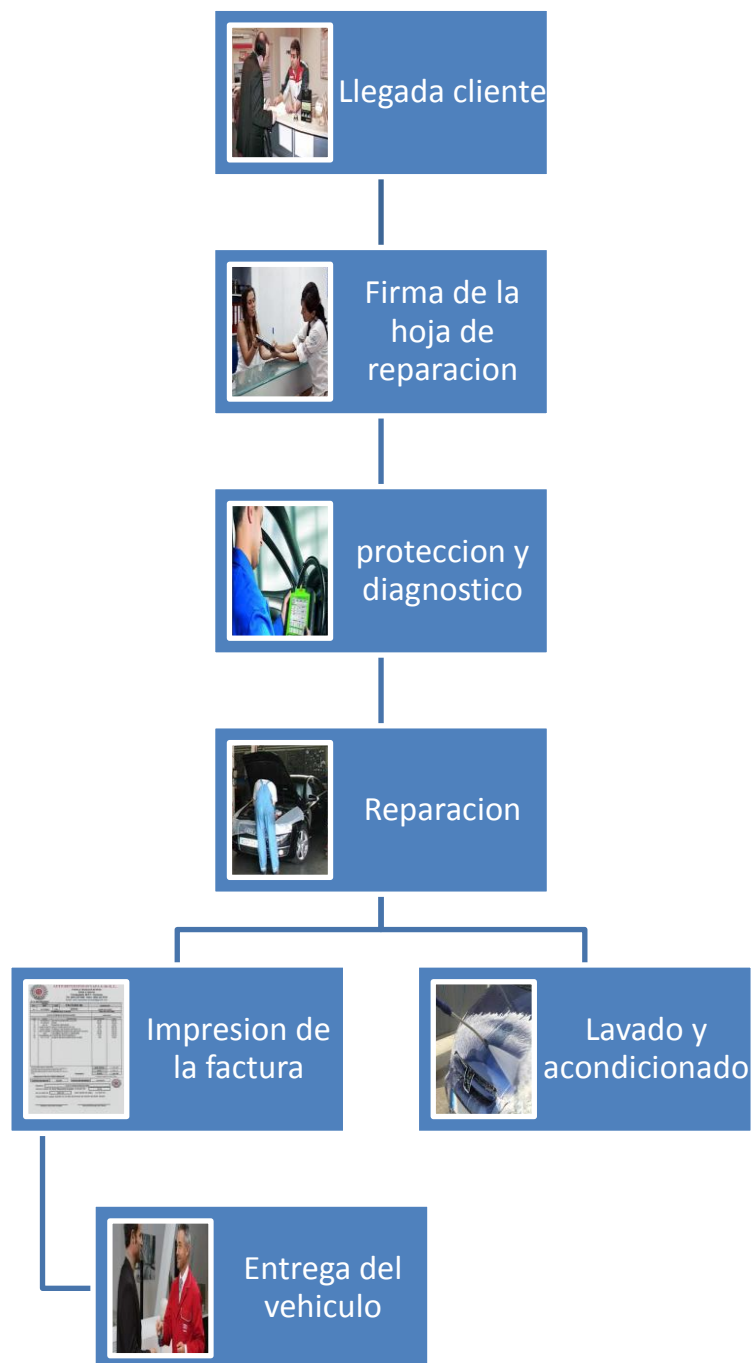 Llegada cliente
Firma de la
hoja de
reparacion
proteccion y
diagnostico
Reparacion
Impresion de
la factura
Lavado y
acondicionado
Entrega del
vehiculo